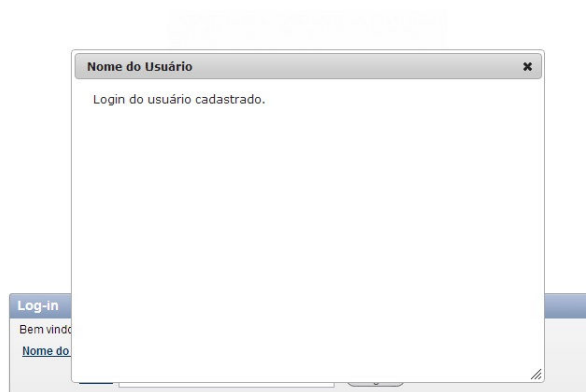 Nome do Usuário
Login do usuário cadastrado.
Log-in
Bem vindo
Nome do